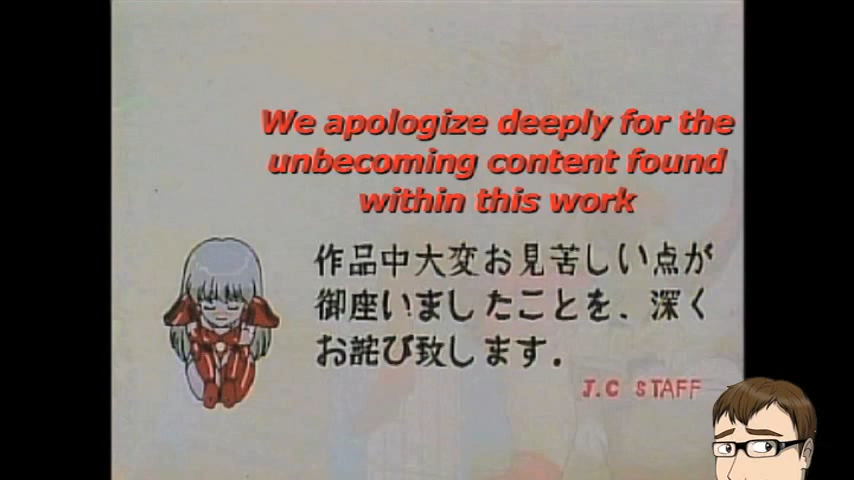 We apologize deeply for the
unbecoming content found
within this work
作品中大変お見苦しい点が
御座いましたことを、深く
お詫び致します.
J.C STAFF